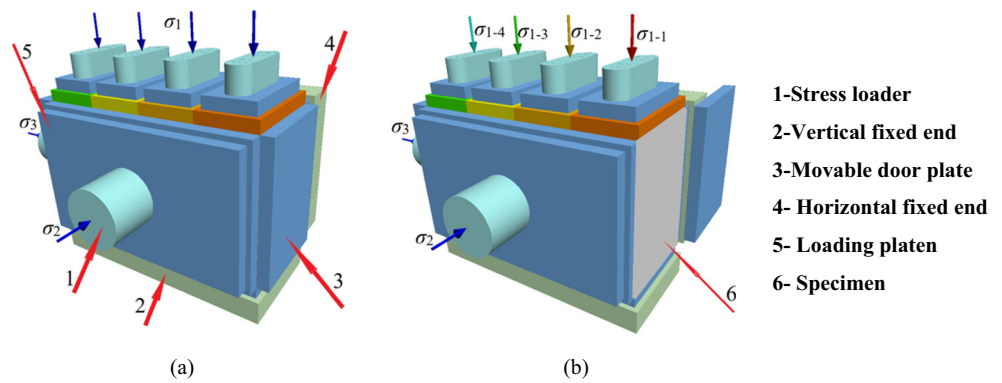 σ1
5
4
σ3
σ2
1
2
3
(a)
σ1-4
σ1-3
σ1-2
σ1-1
σ3
σ2
6
(b)
1-Stress loader
2-Vertical fixed end
3-Movable door plate
4- Horizontal fixed end
5- Loading platen
6- Specimen